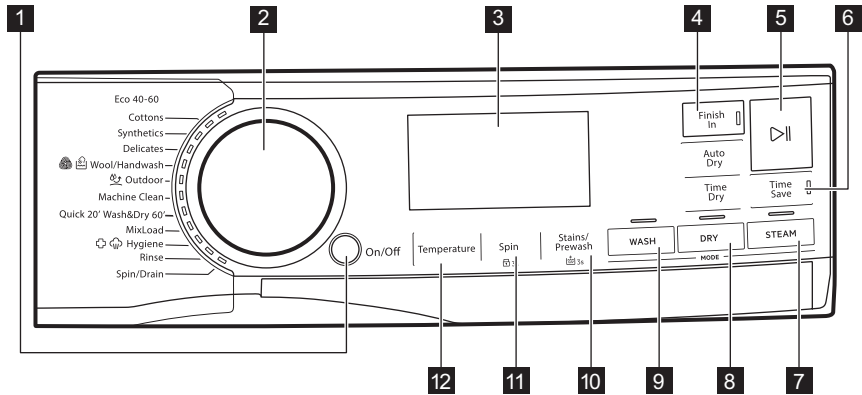 1
2
3
4
5
6
Eco 40-60
Cottons
Synthetics
Delicates
Wool/Handwash
Outdoor
Machine Clean
Quick 20' Wash&Dry 60'
MixLoad
Hygiene
Rinse
Spin/Drain
On/Off
Temperature
Spin
Stains/
Prewash
3s
Finish
In
Auto
Dry
Time
Dry
Time
Save
WASH
DRY
STEAM
MODE
12
11
10
9
8
7